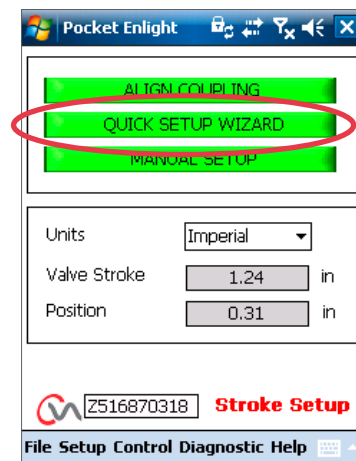 Pocket Enlight
ALIGN COUPLING
QUICK SETUP WIZARD
MANUAL SETUP
Units Imperial
Valve Stroke 1.24 in
Position 0.31 in
Z516870318 Stroke Setup
File Setup Control Diagnostic Help